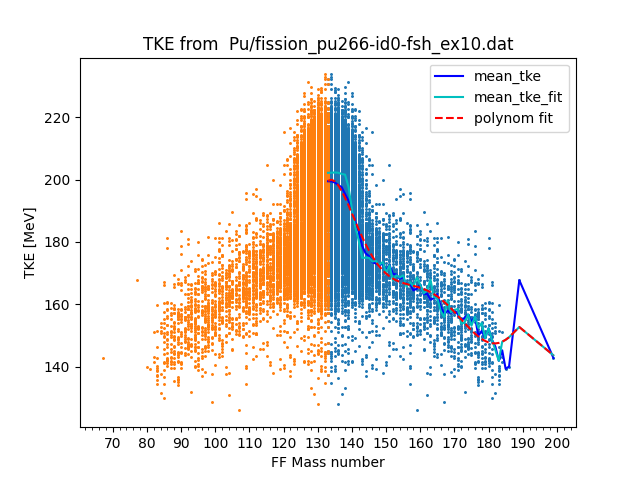 TKE from  Pu/fission_pu266-id0-fsh_ex10.dat
mean_tke
mean_tke_fit
polynom fit
TKE [MeV]
220
200
180
160
140
70 80 90 100 110 120 130 140 150 160 170 180 190 200
FF Mass number